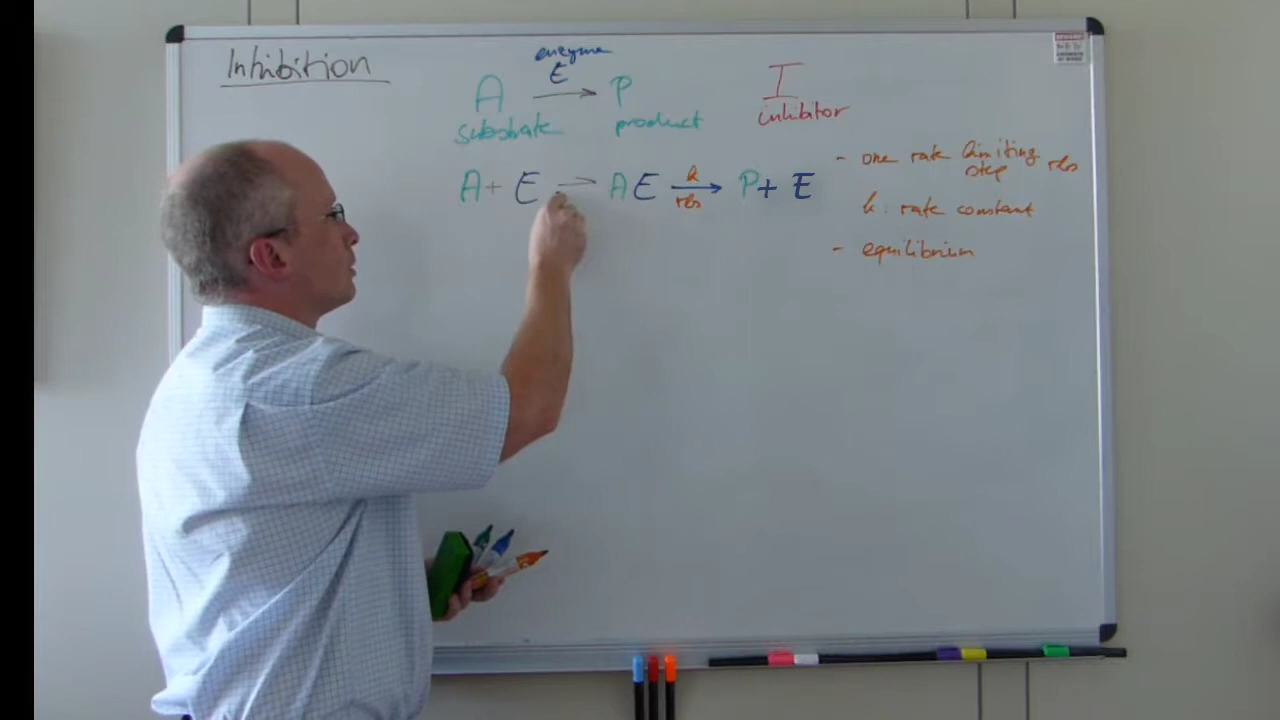 Inhibition
enzyme
E
A → P
substrate product
I
inhibitor
A + E → AE k→ P + E
rls
- one rate limiting
step rls
k: rate constant
- equilibrium